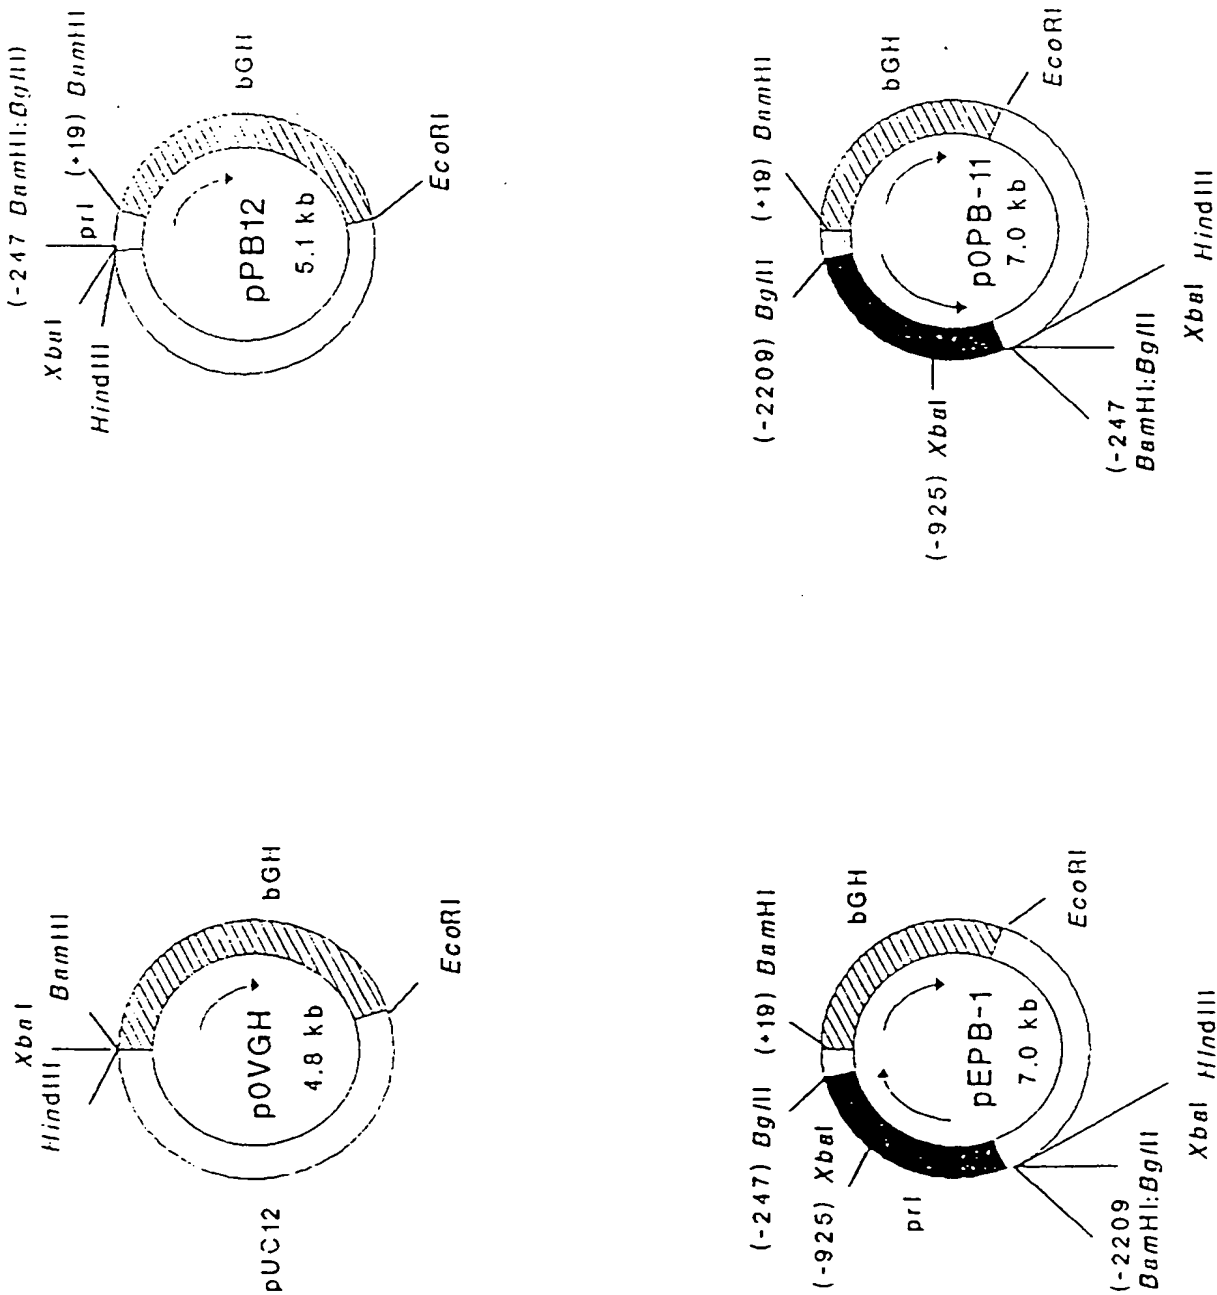 HindIII
XbaI
BamHI
bGH
pOVGH
4.8 kb
EcoRI
pUC12
(-247 BamHI:BglII)
XbaI
HindIII
prl
(+19) BamHI
bGH
pPB12
5.1 kb
EcoRI
(-247) BglII
(+19) BamHI
(-925) XbaI
prl
bGH
pEPB-1
7.0 kb
EcoRI
-2209
BamHI:BglII
XbaI
HindIII
(-2209) BglII
(+19) BamHI
(-925) XbaI
bGH
pOPB-11
7.0 kb
EcoRI
(-247
BamHI:BglII
XbaI
HindIII